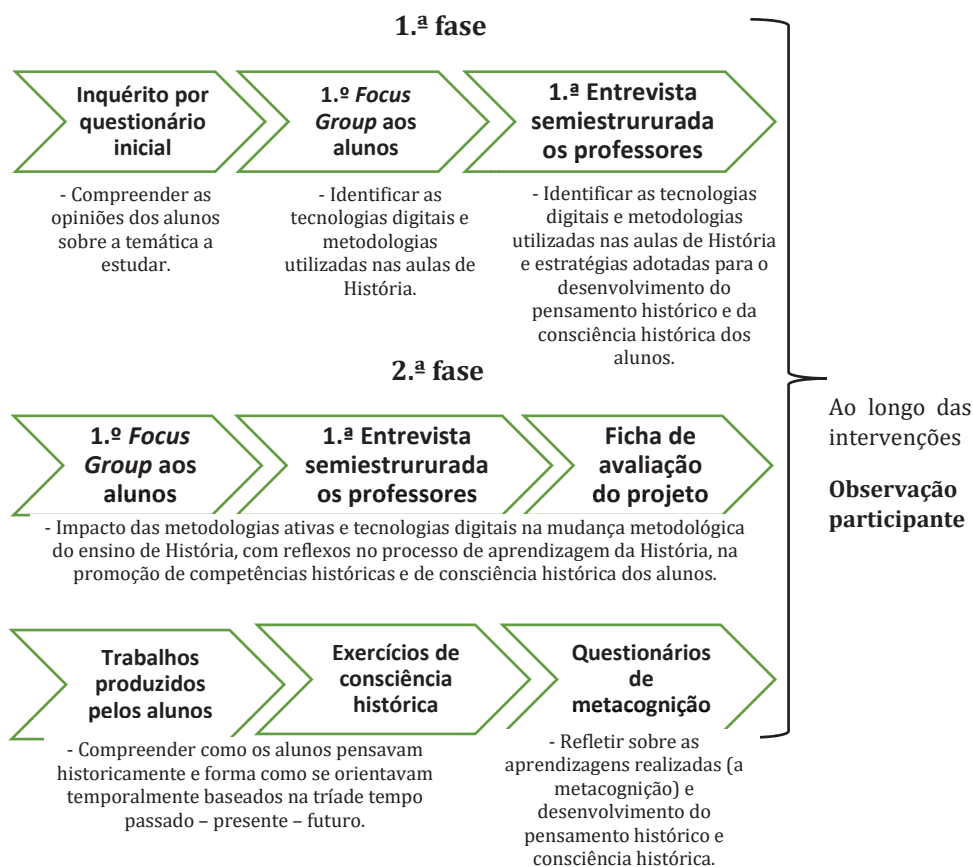 1.ª fase
Inquérito por
questionário
inicial
1.º Focus
Group aos
alunos
1.ª Entrevista
semiestrururada
os professores
- Compreender as
opiniões dos alunos
sobre a temática a
estudar.
- Identificar as
tecnologias digitais e
metodologias
utilizadas nas aulas de
História.
- Identificar as tecnologias
digitais e metodologias
utilizadas nas aulas de História
e estratégias adotadas para o
desenvolvimento do
pensamento histórico e da
consciência histórica dos
alunos.
2.ª fase
1.º Focus
Group aos
alunos
1.ª Entrevista
semiestrururada
os professores
Ficha de
avaliação
do projeto
- Impacto das metodologias ativas e tecnologias digitais na mudança metodológica
do ensino de História, com reflexos no processo de aprendizagem da História, na
promoção de competências históricas e de consciência histórica dos alunos.
Trabalhos
produzidos
pelos alunos
Exercícios de
consciência
histórica
Questionários
de
metacognição
- Compreender como os alunos pensavam
historicamente e forma como se orientavam
temporalmente baseados na tríade tempo
passado – presente – futuro.
- Refletir sobre as
aprendizagens realizadas (a
metacognição) e
desenvolvimento do
pensamento histórico e
consciência histórica.
Ao longo das
intervenções
Observação
participante